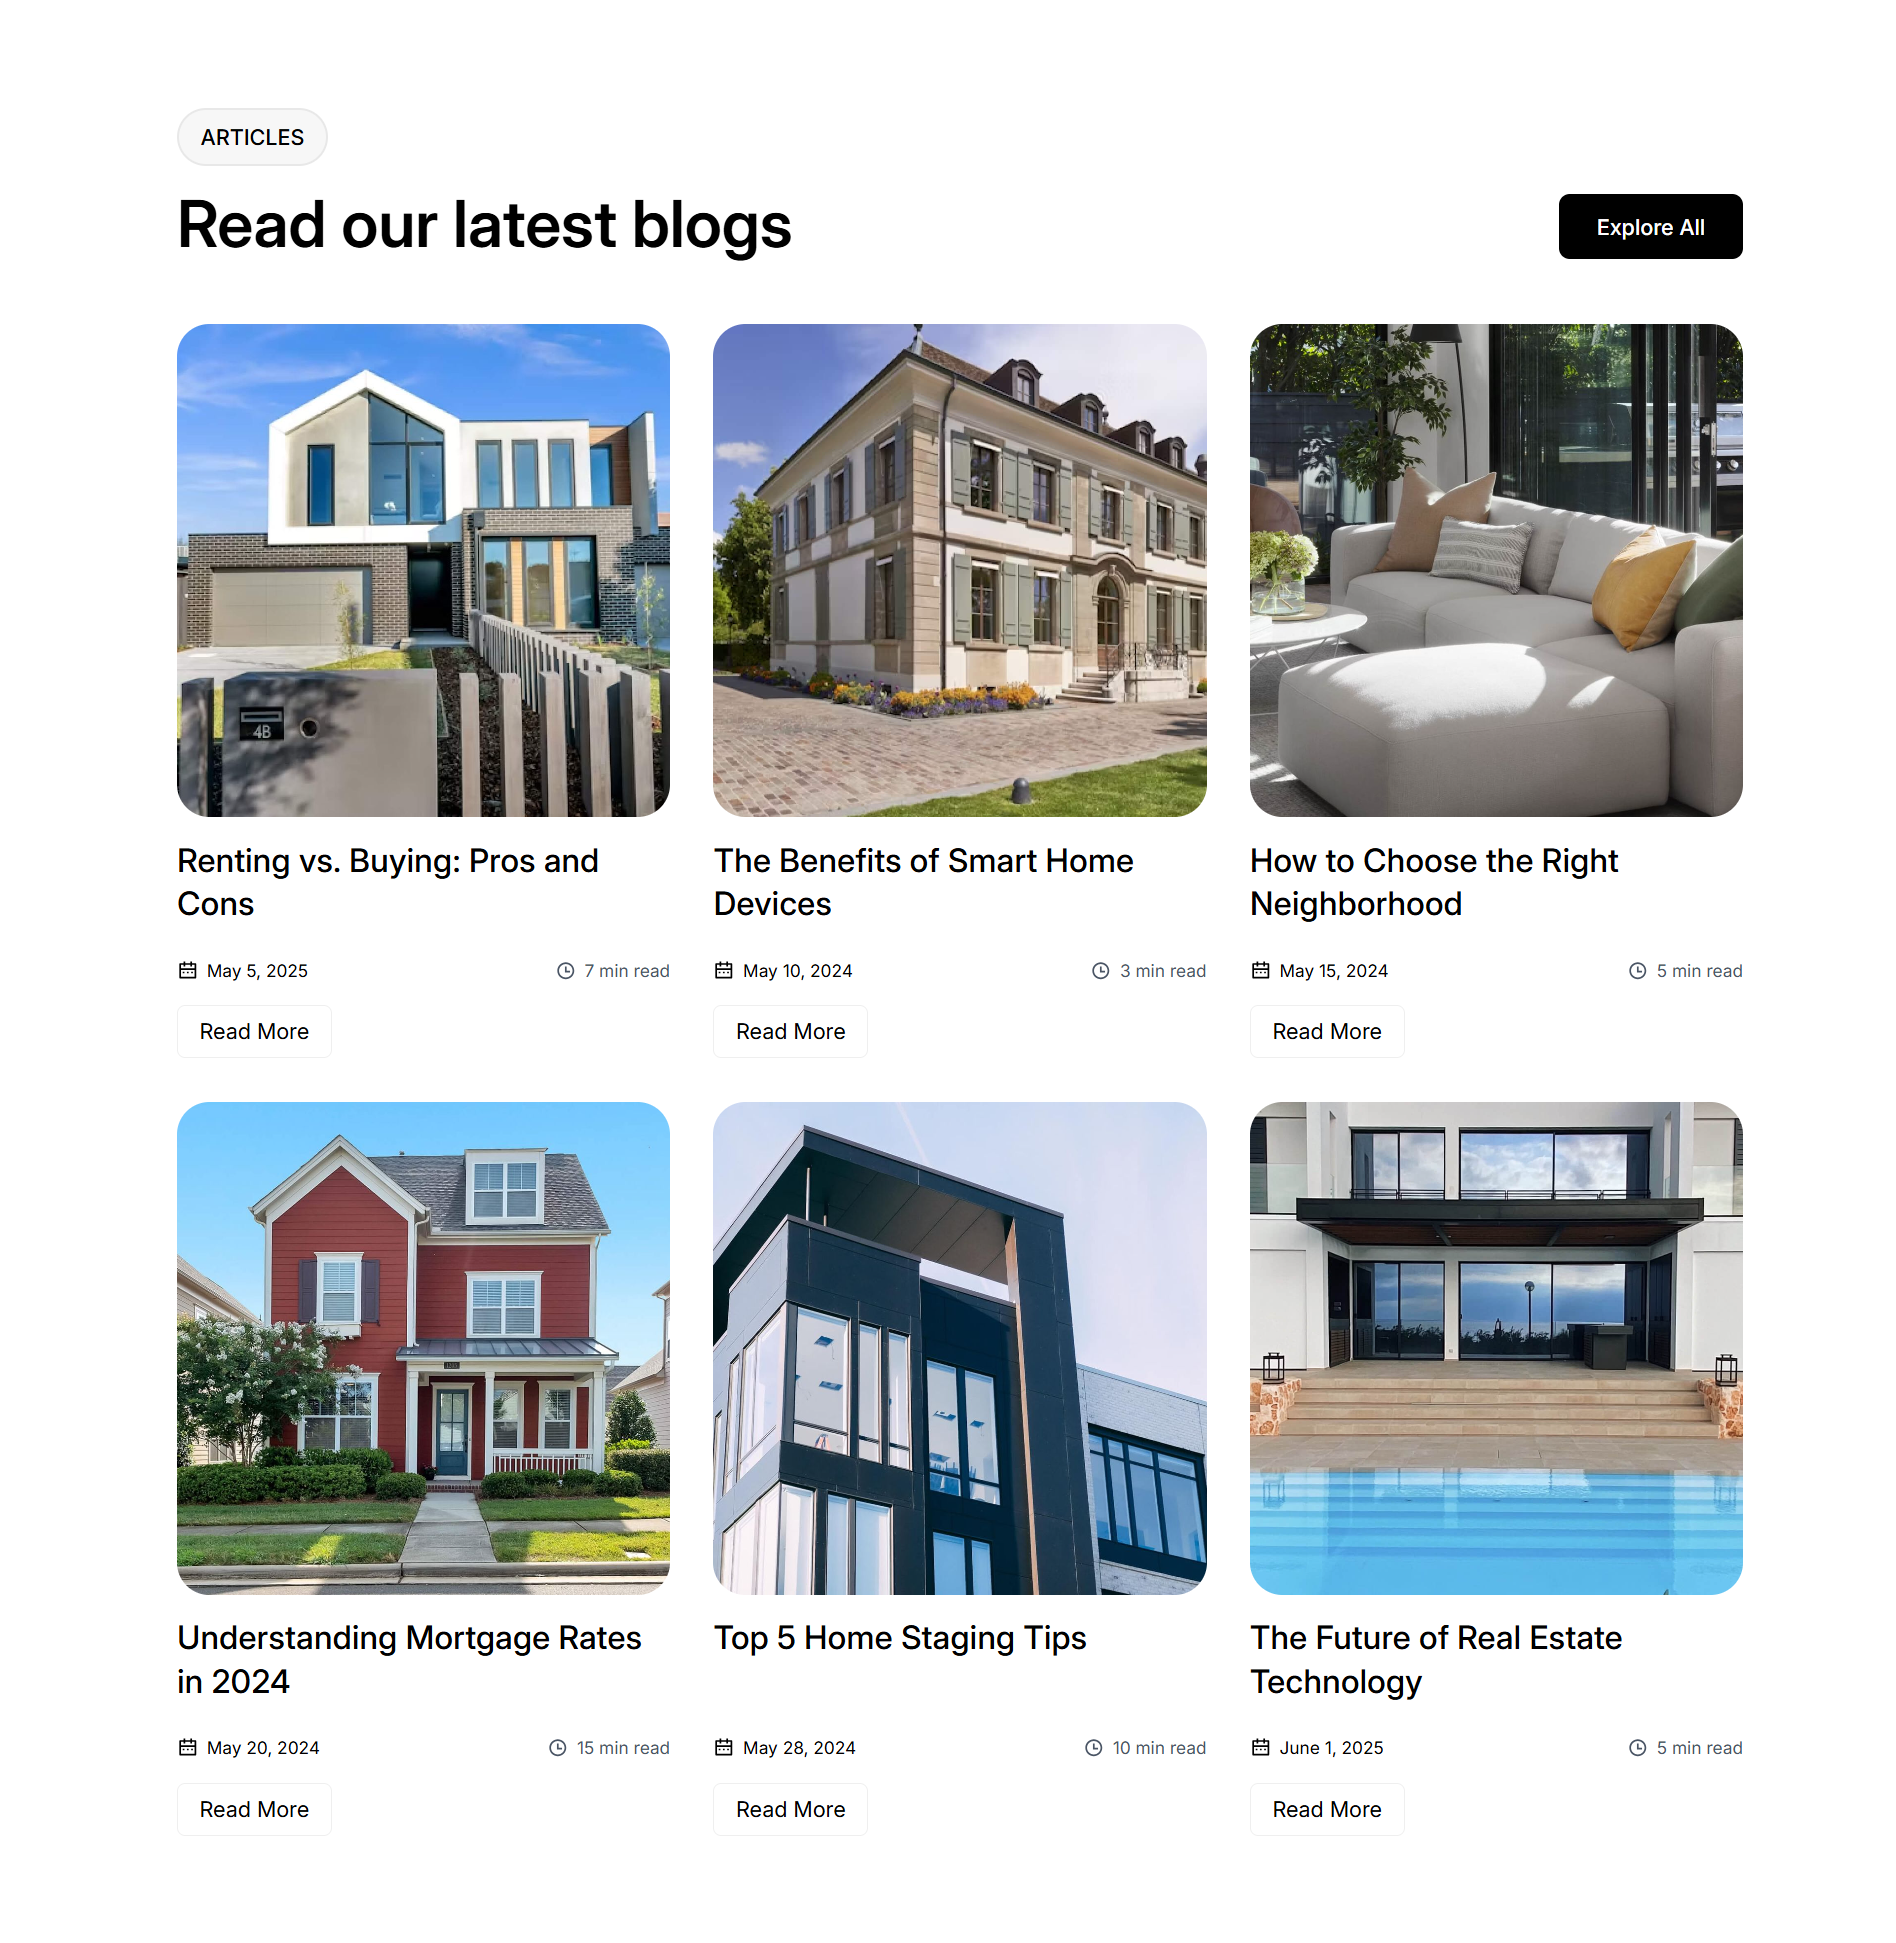 ARTICLES
Read our latest blogs
Explore All
4B
Renting vs. Buying: Pros and
Cons
May 5, 2025
7 min read
Read More
The Benefits of Smart Home
Devices
May 10, 2024
3 min read
Read More
How to Choose the Right
Neighborhood
May 15, 2024
5 min read
Read More
Understanding Mortgage Rates
in 2024
May 20, 2024
15 min read
Read More
Top 5 Home Staging Tips
May 28, 2024
10 min read
Read More
The Future of Real Estate
Technology
June 1, 2025
5 min read
Read More